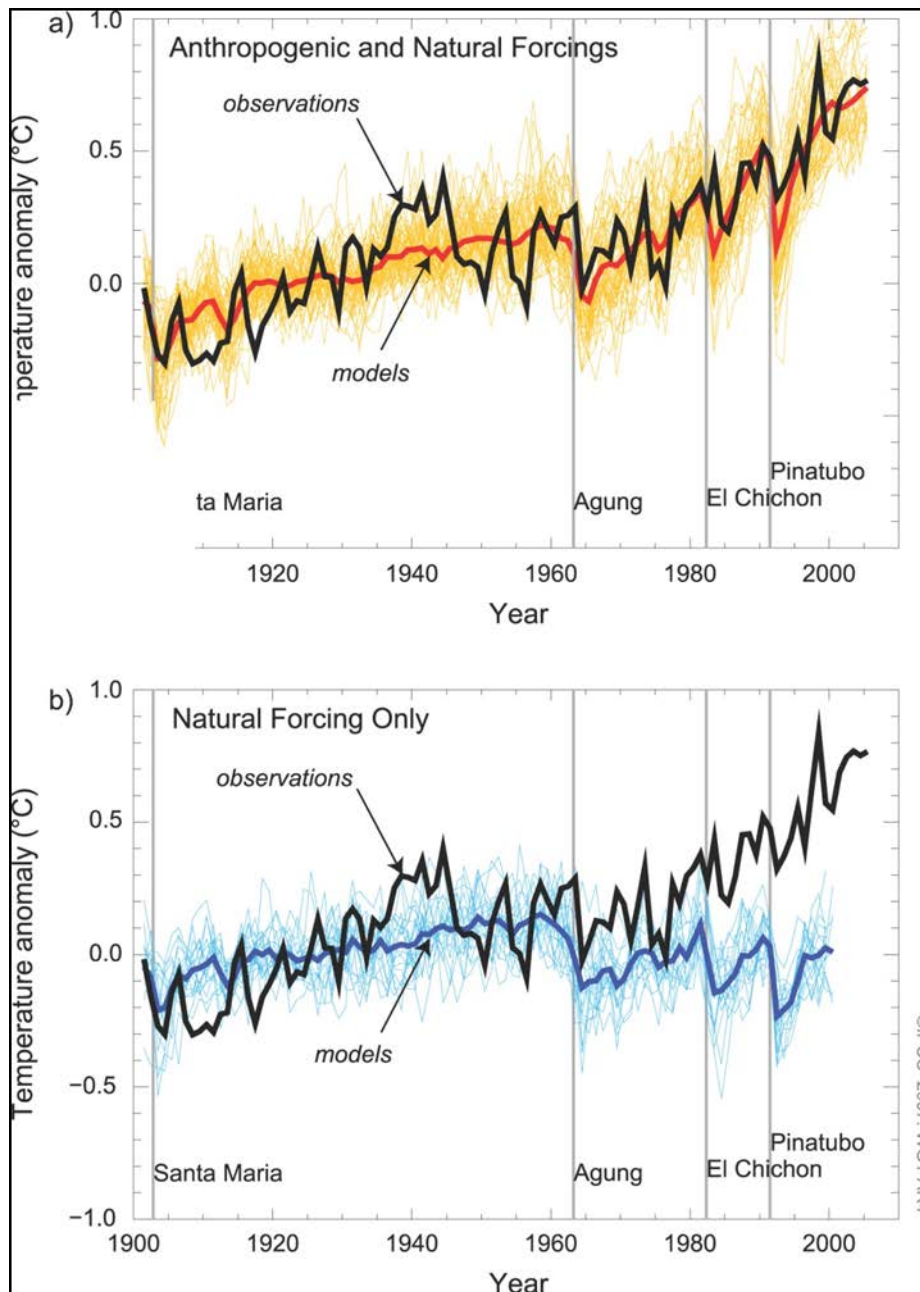 a)
1.0
Anthropogenic and Natural Forcings
observations
0.5
0.0
models
nperature anomaly (°C)
Pinatubo
ta Maria
Agung
El Chichon
1920
1940
1960
1980
2000
Year
b)
1.0
Natural Forcing Only
observations
0.5
0.0
models
−0.5
Temperature anomaly (°C)
Pinatubo
Santa Maria
Agung
El Chichon
−1.0
1900
1920
1940
1960
1980
2000
Year